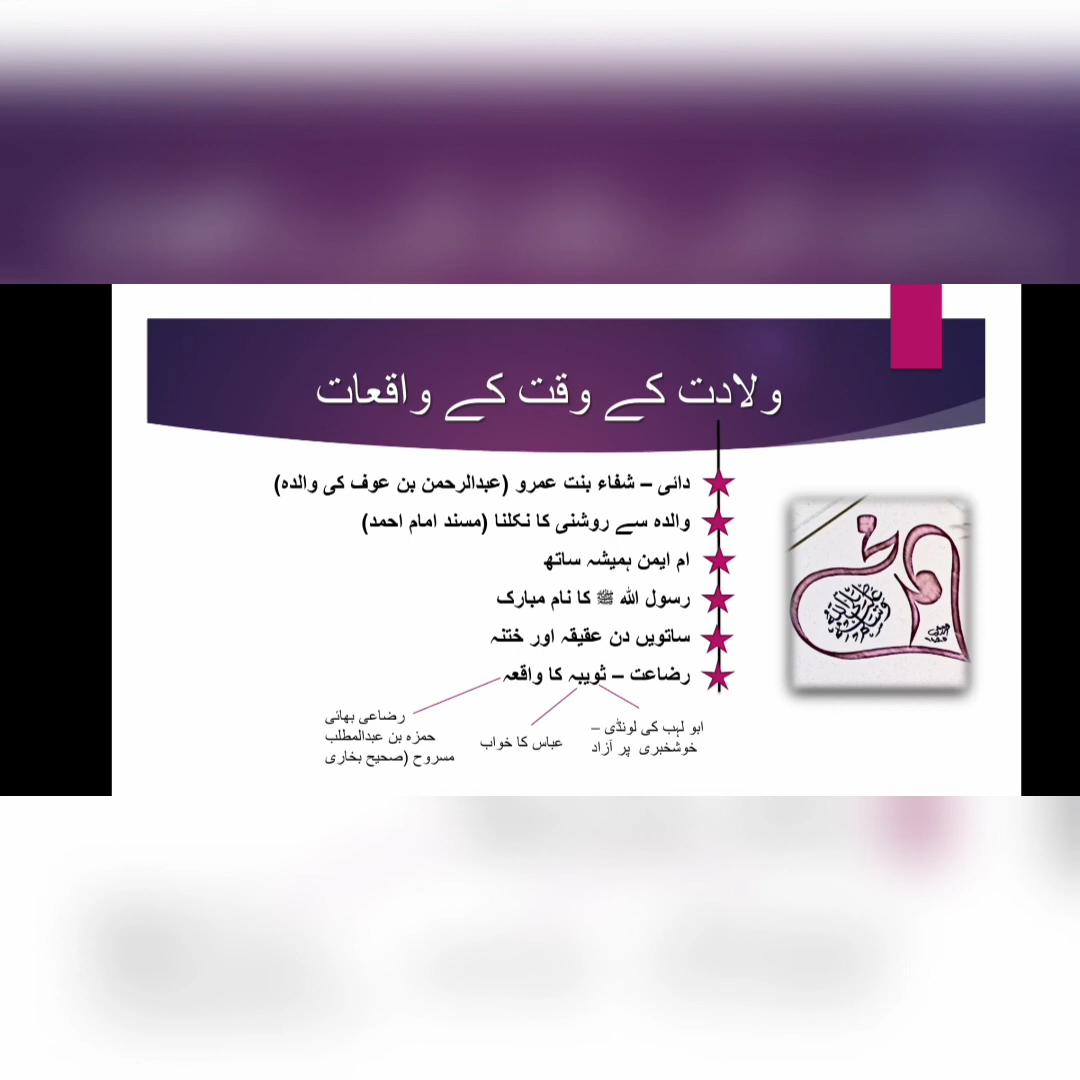 ولادت کے وقت کے واقعات
دائی – شفاء بنت عمرو (عبدالرحمن بن عوف کی والدہ)
والدہ سے روشنی کا نکلنا (مسند امام احمد)
ام ایمن ہمیشہ ساتھ
رسول اللہ ﷺ کا نام مبارک
ساتویں دن عقیقہ اور ختنہ
رضاعت – ثویبہ کا واقعہ
ابو لہب کی لونڈی –
خوشخبری پر آزاد
عباس کا خواب
رضاعی بھائی
حمزہ بن عبدالمطلب
مسروح (صحیح بخاری
محمد